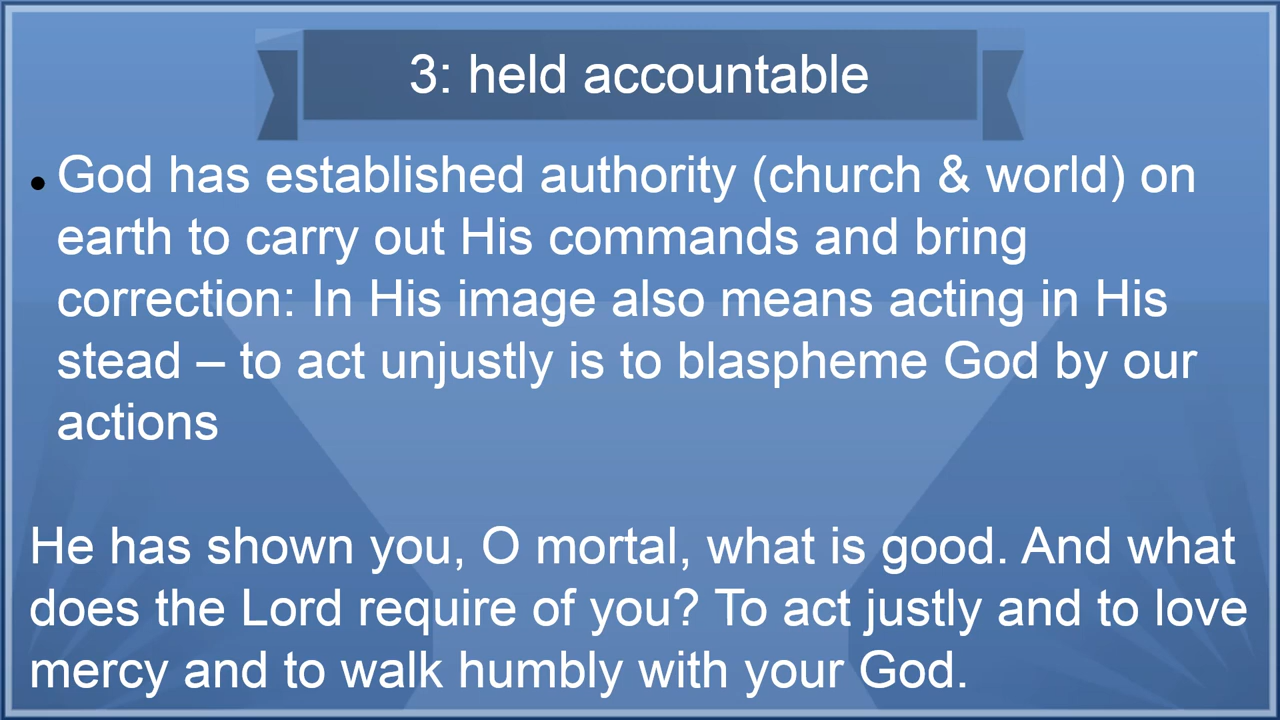 3: held accountable
• God has established authority (church & world) on
earth to carry out His commands and bring
correction: In His image also means acting in His
stead – to act unjustly is to blaspheme God by our
actions
He has shown you, O mortal, what is good. And what
does the Lord require of you? To act justly and to love
mercy and to walk humbly with your God.